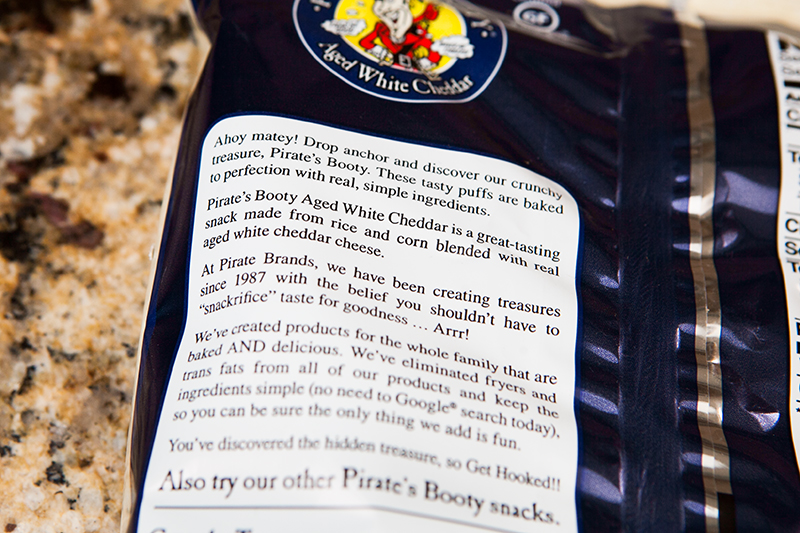 Aged White Cheddar
GF
Ahoy matey! Drop anchor and discover our crunchy
treasure, Pirate's Booty. These tasty puffs are baked
to perfection with real, simple ingredients.
Pirate's Booty Aged White Cheddar is a great-tasting
snack made from rice and corn blended with real
aged white cheddar cheese.
At Pirate Brands, we have been creating treasures
since 1987 with the belief you shouldn't have to
"snackrifice" taste for goodness ... Arrr!
We've created products for the whole family that are
baked AND delicious. We've eliminated fryers and
trans fats from all of our products and keep the
ingredients simple (no need to Google® search today),
so you can be sure the only thing we add is fun.
You've discovered the hidden treasure, so Get Hooked!!
Also try our other Pirate's Booty snacks.